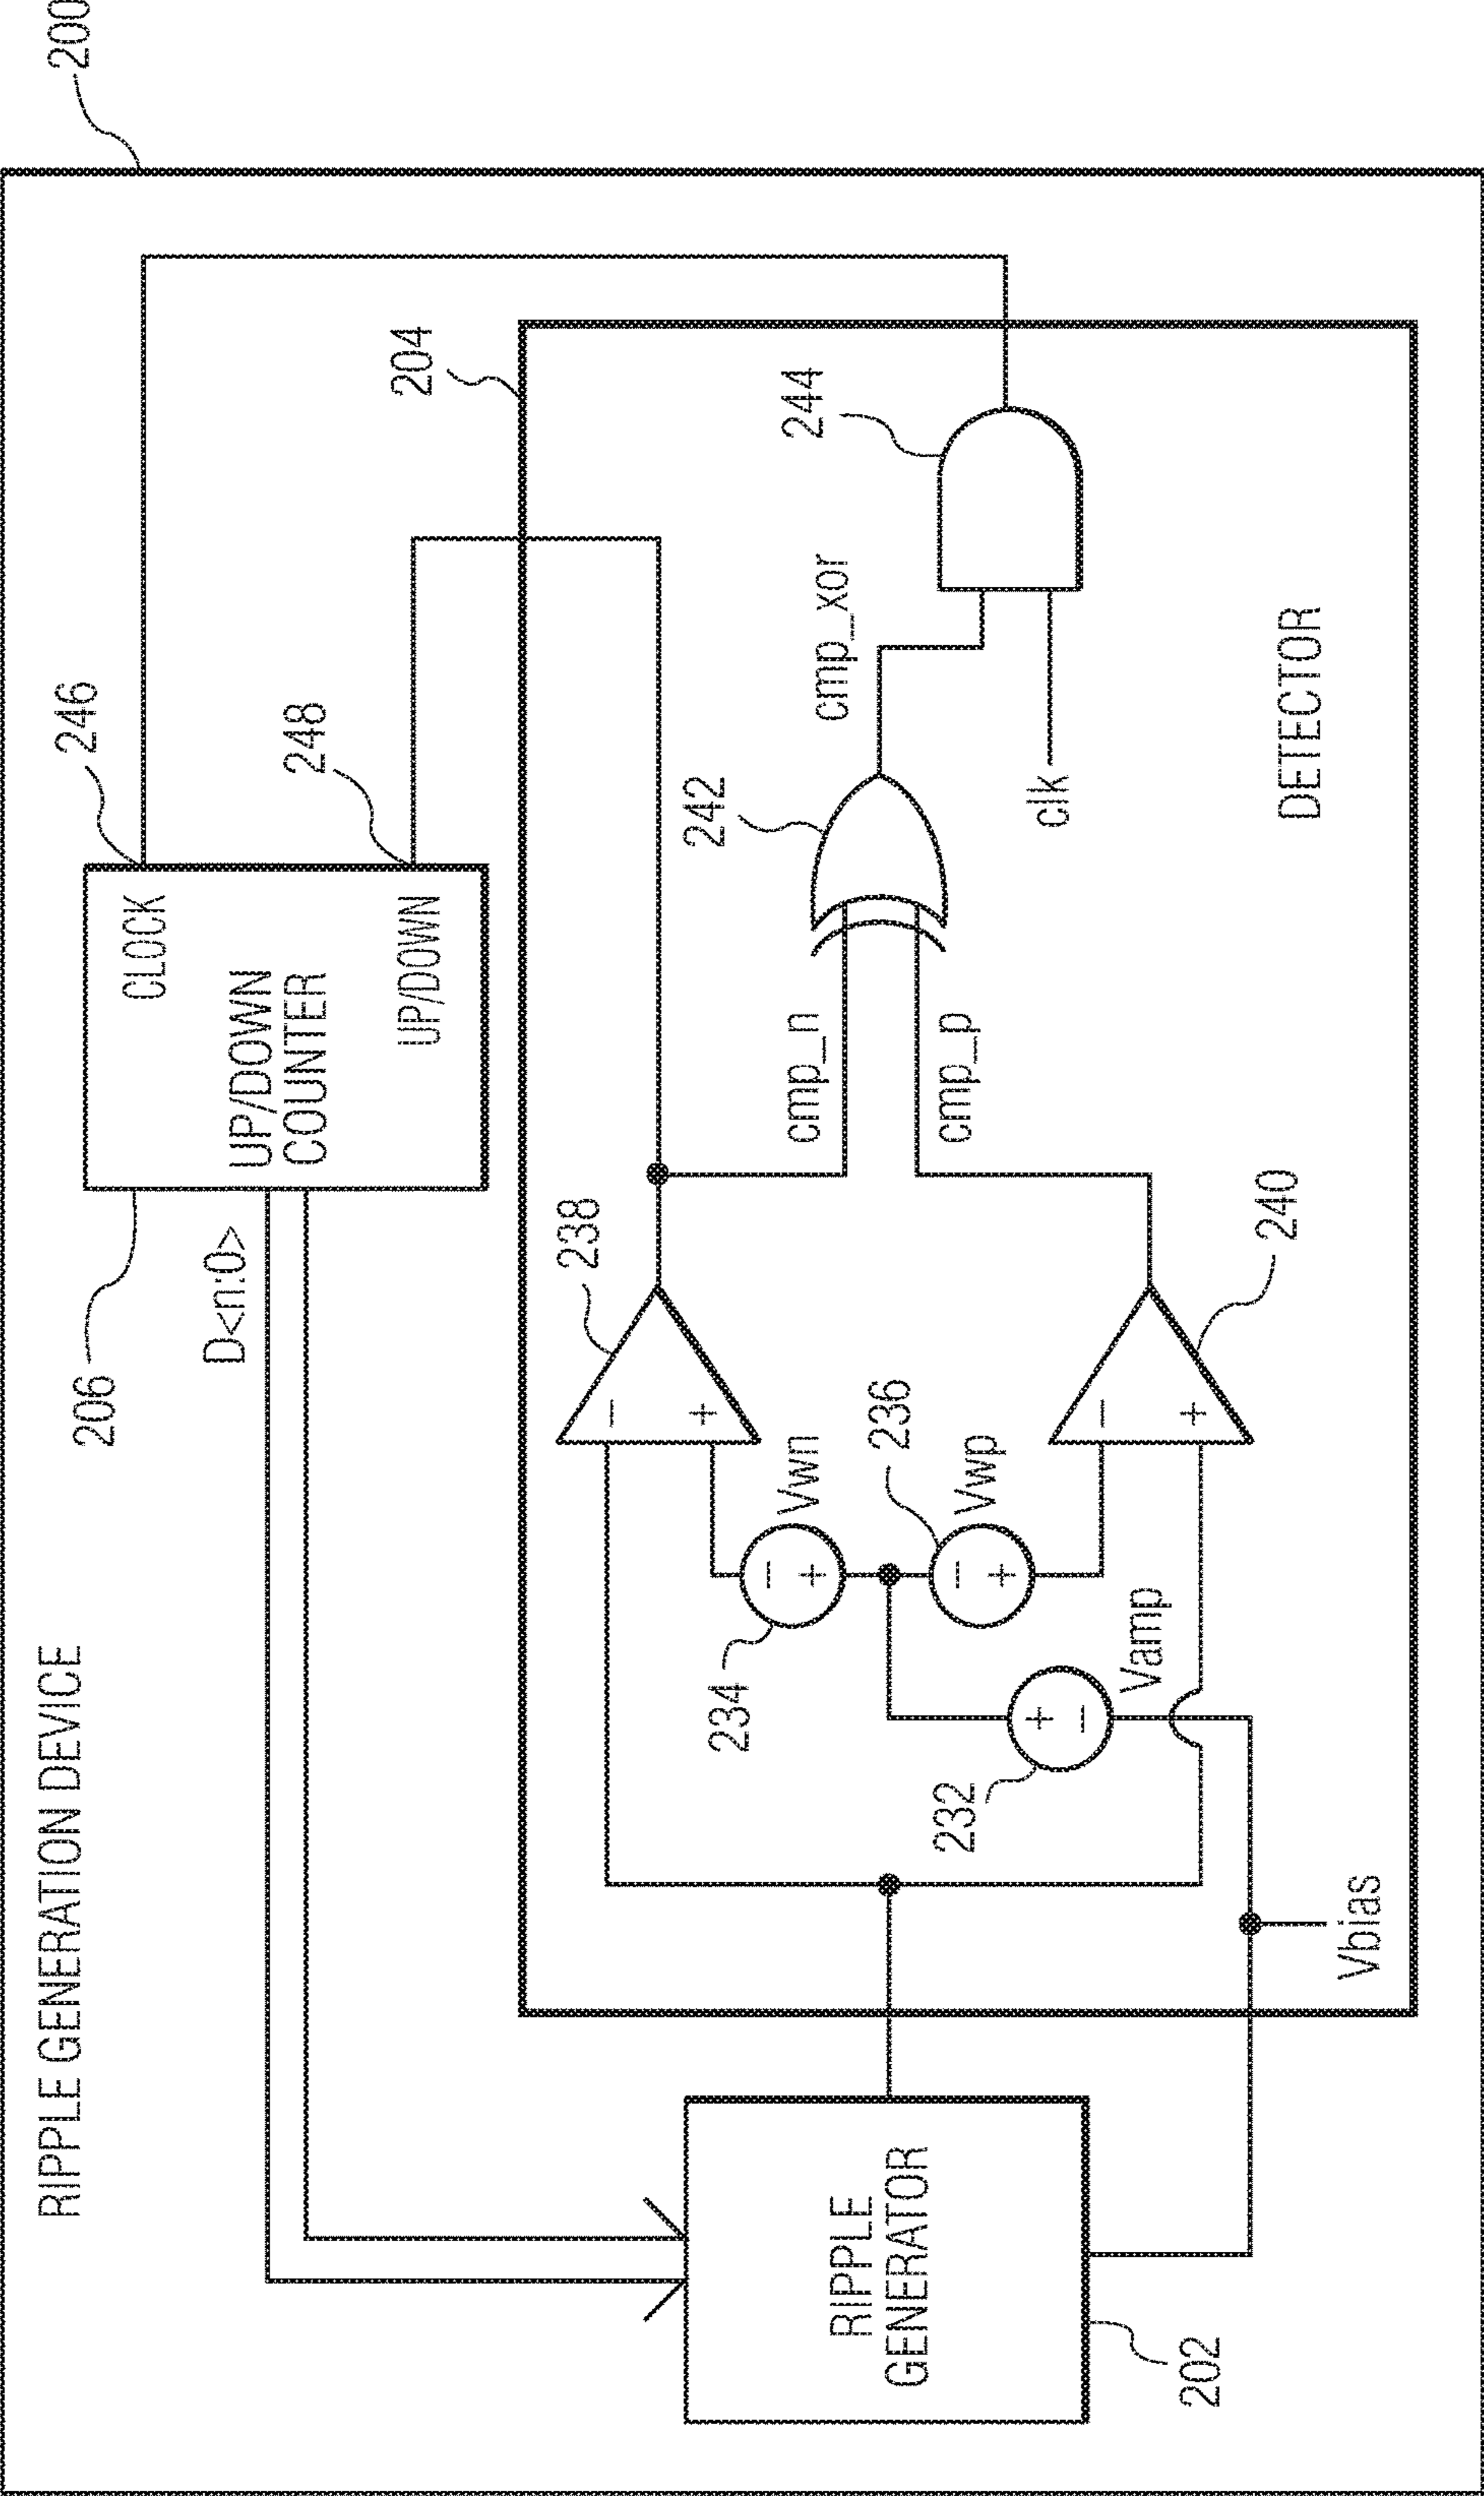 200
RIPPLE GENERATION DEVICE
206
D<n:0>
UP/DOWN
COUNTER
CLOCK
UP/DOWN
246
248
204
RIPPLE
GENERATOR
202
Vbias
232
+
−
Vamp
234
−
+
Vwn
236
−
+
Vwp
−
+
238
−
+
240
cmp_n
cmp_p
242
cmp_xor
clk
244
DETECTOR